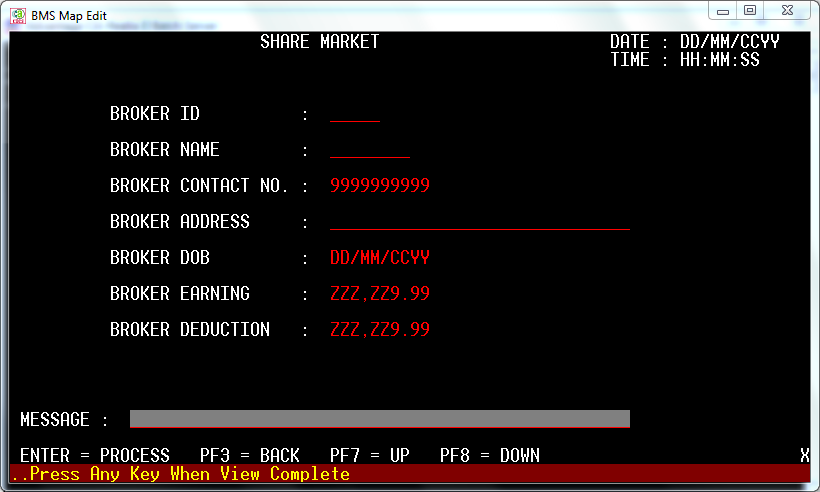 BMS Map Edit
SHARE MARKET DATE : DD/MM/CCYY
TIME : HH:MM:SS
BROKER ID : _____
BROKER NAME : ________
BROKER CONTACT NO. : 9999999999
BROKER ADDRESS : ______________________________
BROKER DOB : DD/MM/CCYY
BROKER EARNING : ZZZ,ZZ9.99
BROKER DEDUCTION : ZZZ,ZZ9.99
MESSAGE :
ENTER = PROCESS PF3 = BACK PF7 = UP PF8 = DOWN X
..Press Any Key When View Complete